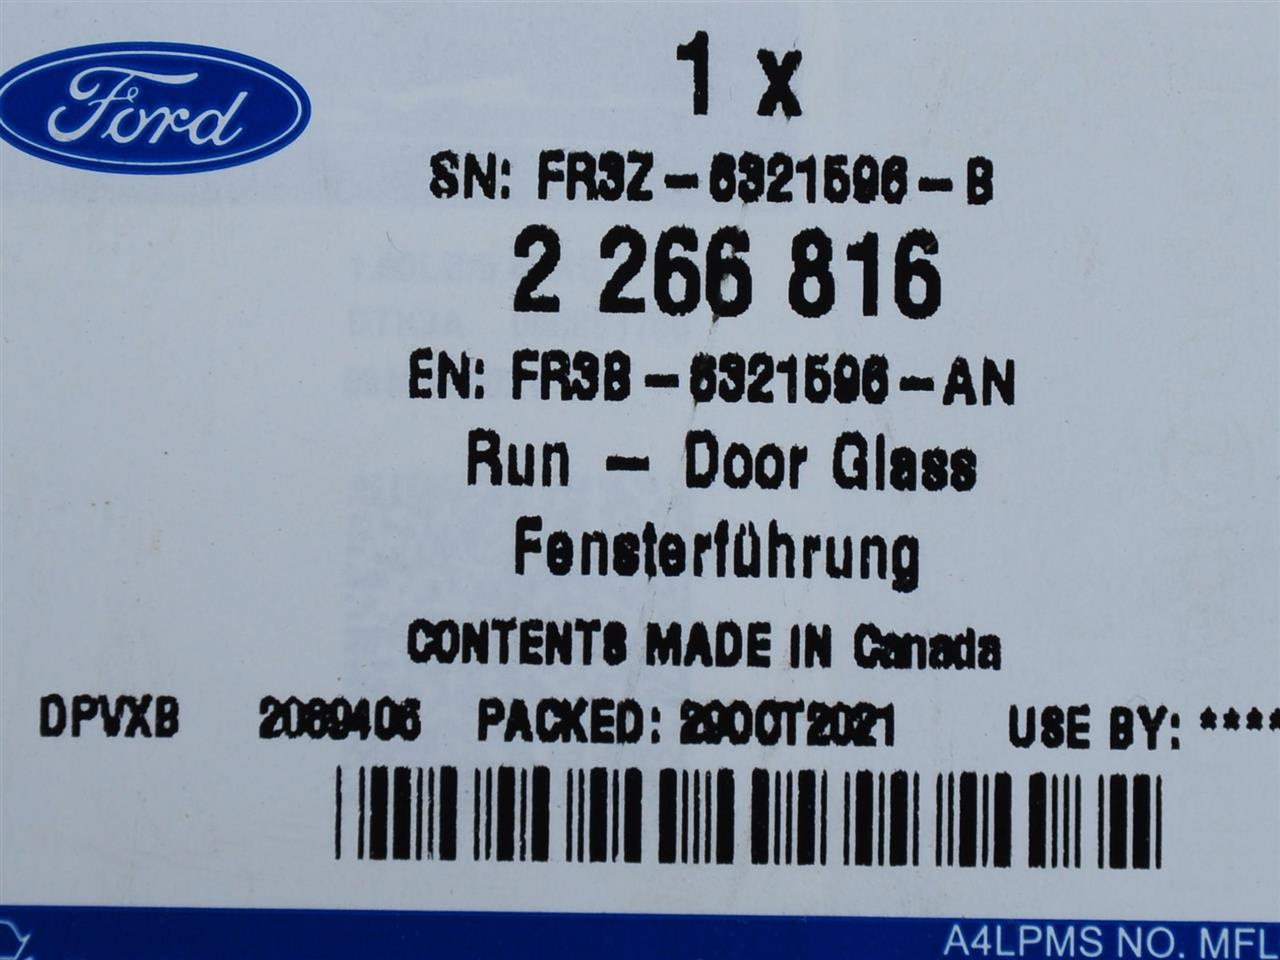 Ford
1 x
SN: FR3Z-6321596-B
2 266 816
EN: FR3B-6321596-AN
Run - Door Glass
Fensterführung
CONTENTS MADE IN Canada
DPVXB 2069406 PACKED: 29OCT2021 USE BY: ****
A4LPMS NO. MFL